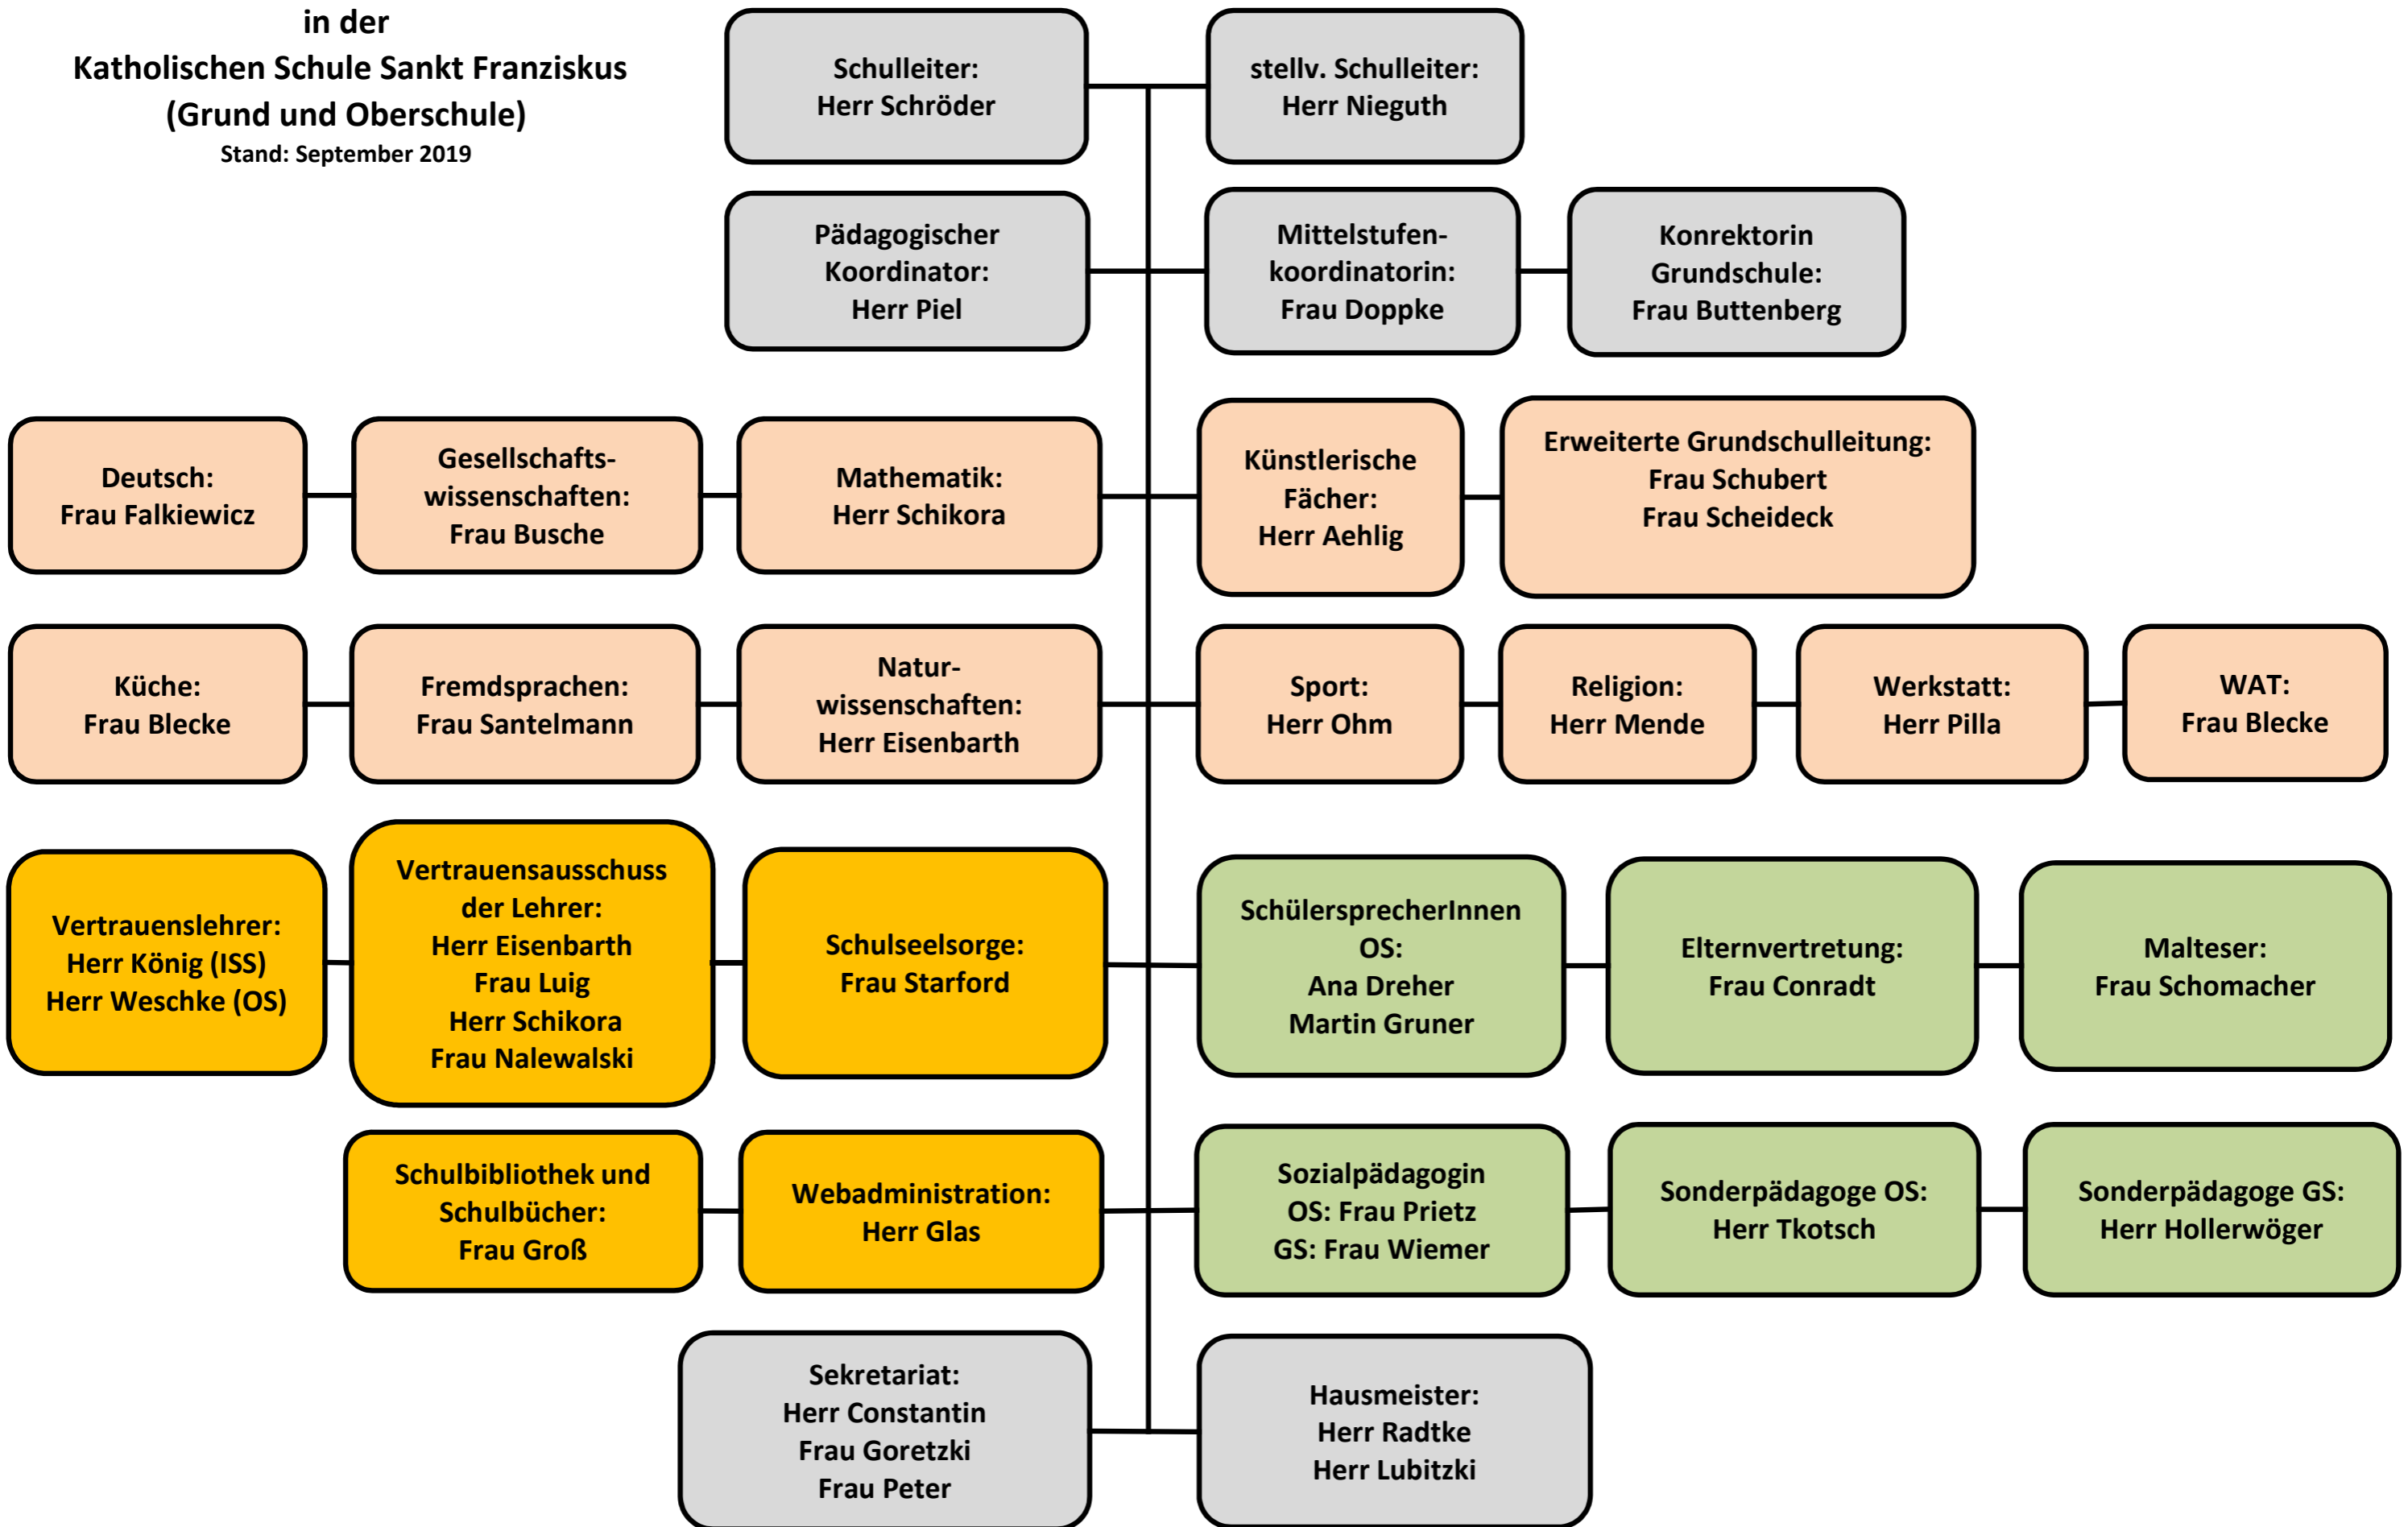 in der
Katholischen Schule Sankt Franziskus
(Grund und Oberschule)
Stand: September 2019
Schulleiter:
Herr Schröder
stellv. Schulleiter:
Herr Nieguth
Pädagogischer
Koordinator:
Herr Piel
Mittelstufen-
koordinatorin:
Frau Doppke
Konrektorin
Grundschule:
Frau Buttenberg
Deutsch:
Frau Falkiewicz
Gesellschafts-
wissenschaften:
Frau Busche
Mathematik:
Herr Schikora
Künstlerische
Fächer:
Herr Aehlig
Erweiterte Grundschulleitung:
Frau Schubert
Frau Scheideck
Küche:
Frau Blecke
Fremdsprachen:
Frau Santelmann
Natur-
wissenschaften:
Herr Eisenbarth
Sport:
Herr Ohm
Religion:
Herr Mende
Werkstatt:
Herr Pilla
WAT:
Frau Blecke
Vertrauenslehrer:
Herr König (ISS)
Herr Weschke (OS)
Vertrauensausschuss
der Lehrer:
Herr Eisenbarth
Frau Luig
Herr Schikora
Frau Nalewalski
Schulseelsorge:
Frau Starford
SchülersprecherInnen
OS:
Ana Dreher
Martin Gruner
Elternvertretung:
Frau Conradt
Malteser:
Frau Schomacher
Schulbibliothek und
Schulbücher:
Frau Groß
Webadministration:
Herr Glas
Sozialpädagogin
OS: Frau Prietz
GS: Frau Wiemer
Sonderpädagoge OS:
Herr Tkotsch
Sonderpädagoge GS:
Herr Hollerwöger
Sekretariat:
Herr Constantin
Frau Goretzki
Frau Peter
Hausmeister:
Herr Radtke
Herr Lubitzki